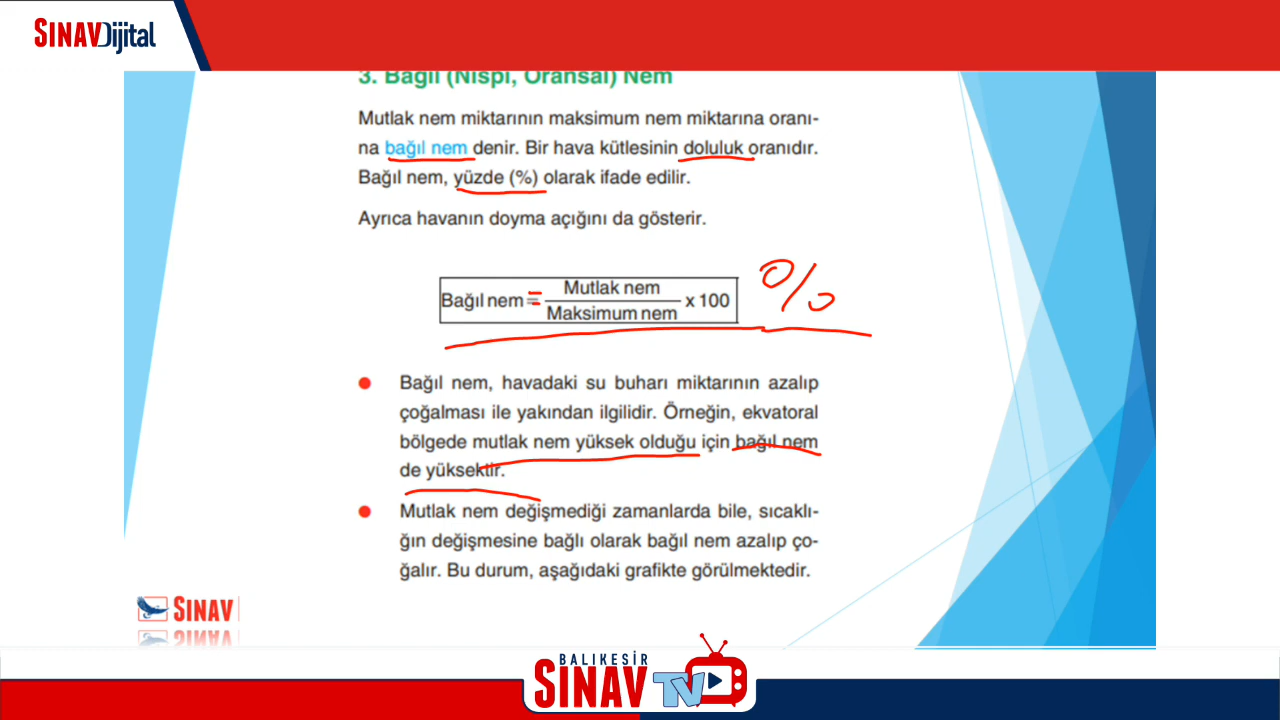 SINAV Dijital
3. Bağıl (Nispi, Oransal) Nem
Mutlak nem miktarının maksimum nem miktarına oranı-
na bağıl nem denir. Bir hava kütlesinin doluluk oranıdır.
Bağıl nem, yüzde (%) olarak ifade edilir.
Ayrıca havanın doyma açığını da gösterir.
Bağıl nem = Mutlak nem
Maksimum nem x 100
%
Bağıl nem, havadaki su buharı miktarının azalıp
çoğalması ile yakından ilgilidir. Örneğin, ekvatoral
bölgede mutlak nem yüksek olduğu için bağıl nem
de yüksektir.
Mutlak nem değişmediği zamanlarda bile, sıcaklı-
ğın değişmesine bağlı olarak bağıl nem azalıp ço-
ğalır. Bu durum, aşağıdaki grafikte görülmektedir.
SINAV
BALIKESİR
SINAV TV